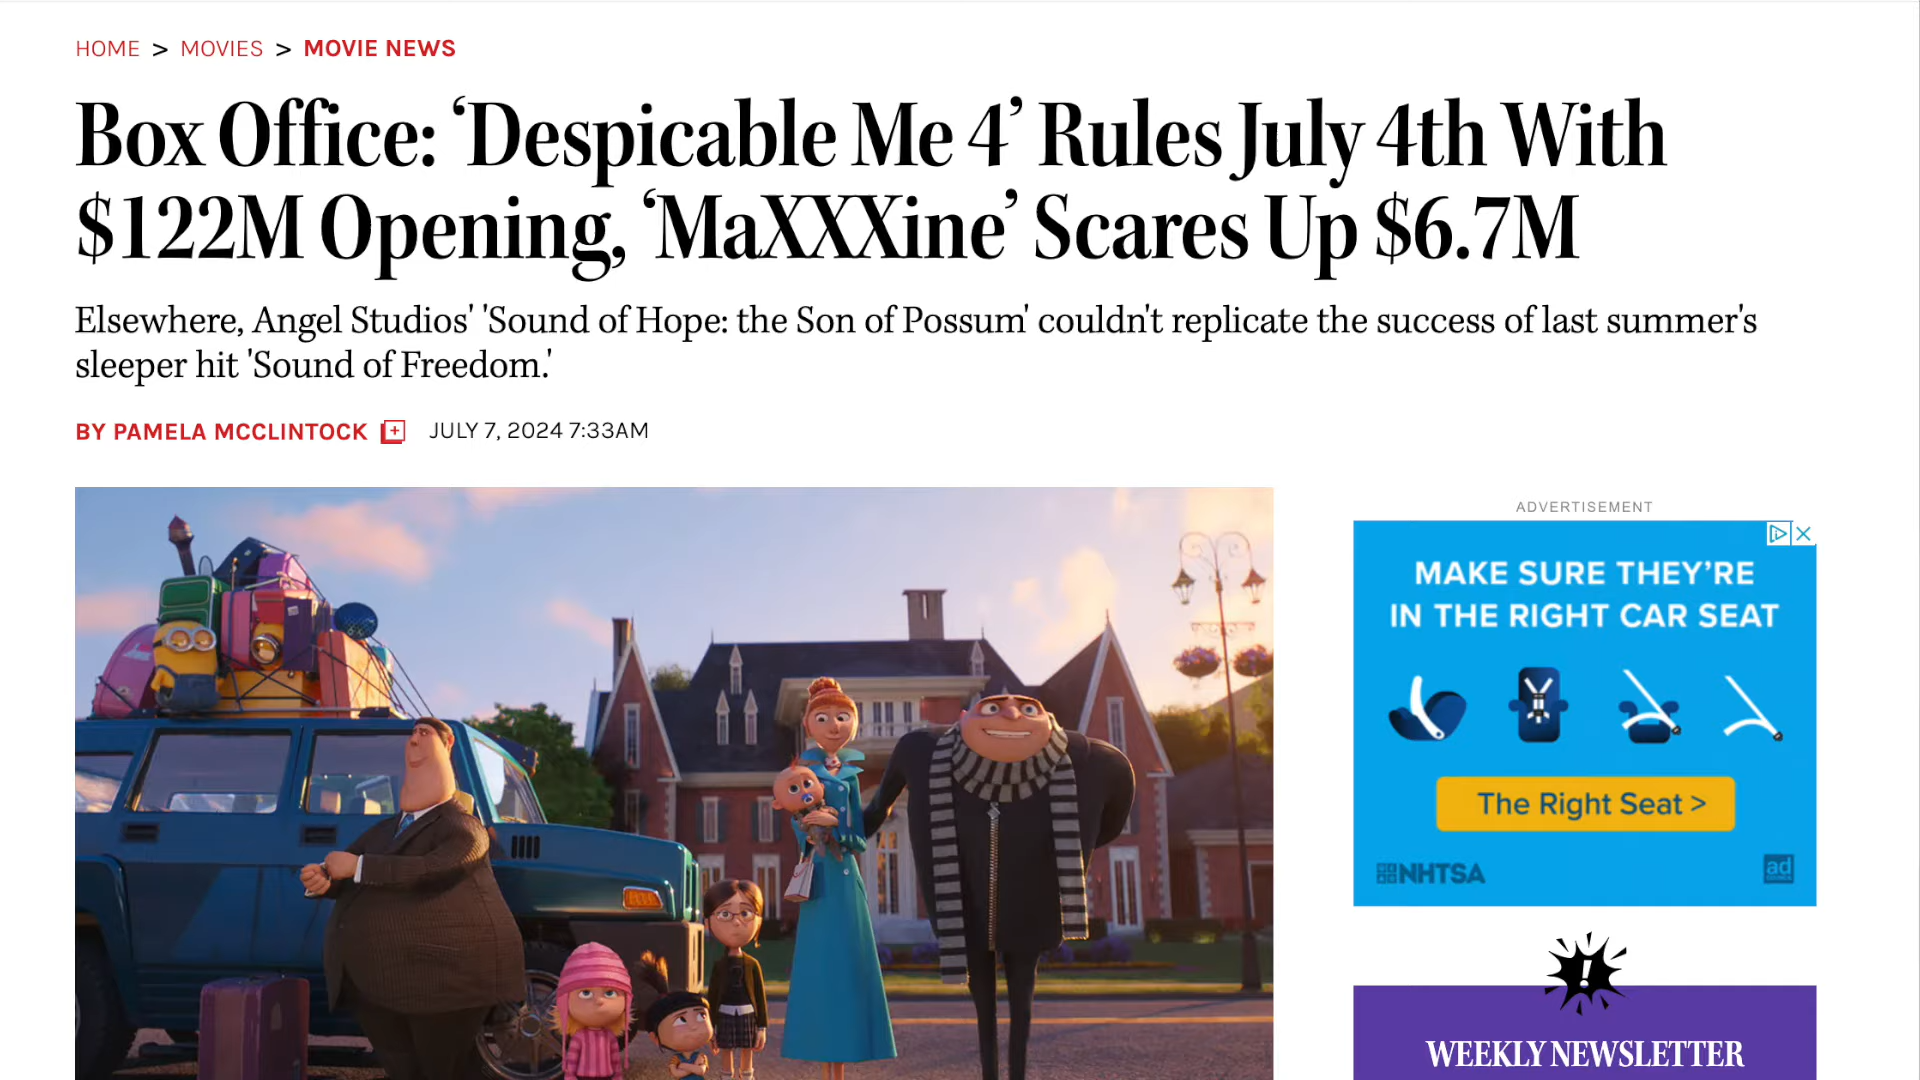 HOME > MOVIES > MOVIE NEWS
Box Office: ‘Despicable Me 4’ Rules July 4th With
$122M Opening, ‘MaXXXine’ Scares Up $6.7M
Elsewhere, Angel Studios' 'Sound of Hope: the Son of Possum' couldn't replicate the success of last summer's
sleeper hit 'Sound of Freedom.'
BY PAMELA MCCLINTOCK JULY 7, 2024 7:33AM
ADVERTISEMENT
MAKE SURE THEY’RE
IN THE RIGHT CAR SEAT
The Right Seat >
NHTSA
ad
!
WEEKLY NEWSLETTER